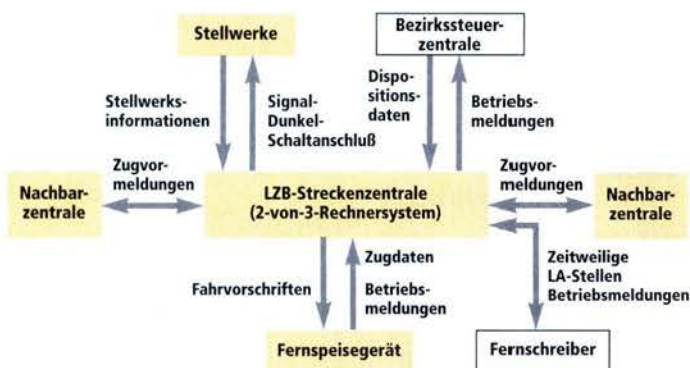 Stellwerke
Bezirkssteuer-
zentrale
Stellwerks-
informationen
Signal-
Dunkel-
Schaltanschluß
Dispo-
sitions-
daten
Betriebs-
meldungen
Nachbar-
zentrale
Zugvor-
meldungen
LZB-Streckenzentrale
(2-von-3-Rechnersystem)
Zugvor-
meldungen
Nachbar-
zentrale
Fahrvorschriften
Zugdaten
Betriebs-
meldungen
Zeitweilige
LA-Stellen
Betriebsmeldungen
Fernspeisegerät
Fernschreiber